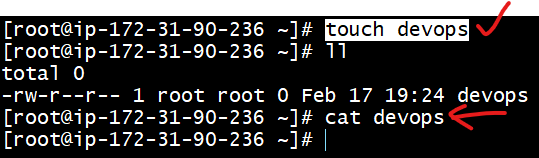 [root@ip-172-31-90-236 ~]# touch devops
[root@ip-172-31-90-236 ~]# ll
total 0
-rw-r--r-- 1 root root 0 Feb 17 19:24 devops
[root@ip-172-31-90-236 ~]# cat devops
[root@ip-172-31-90-236 ~]#